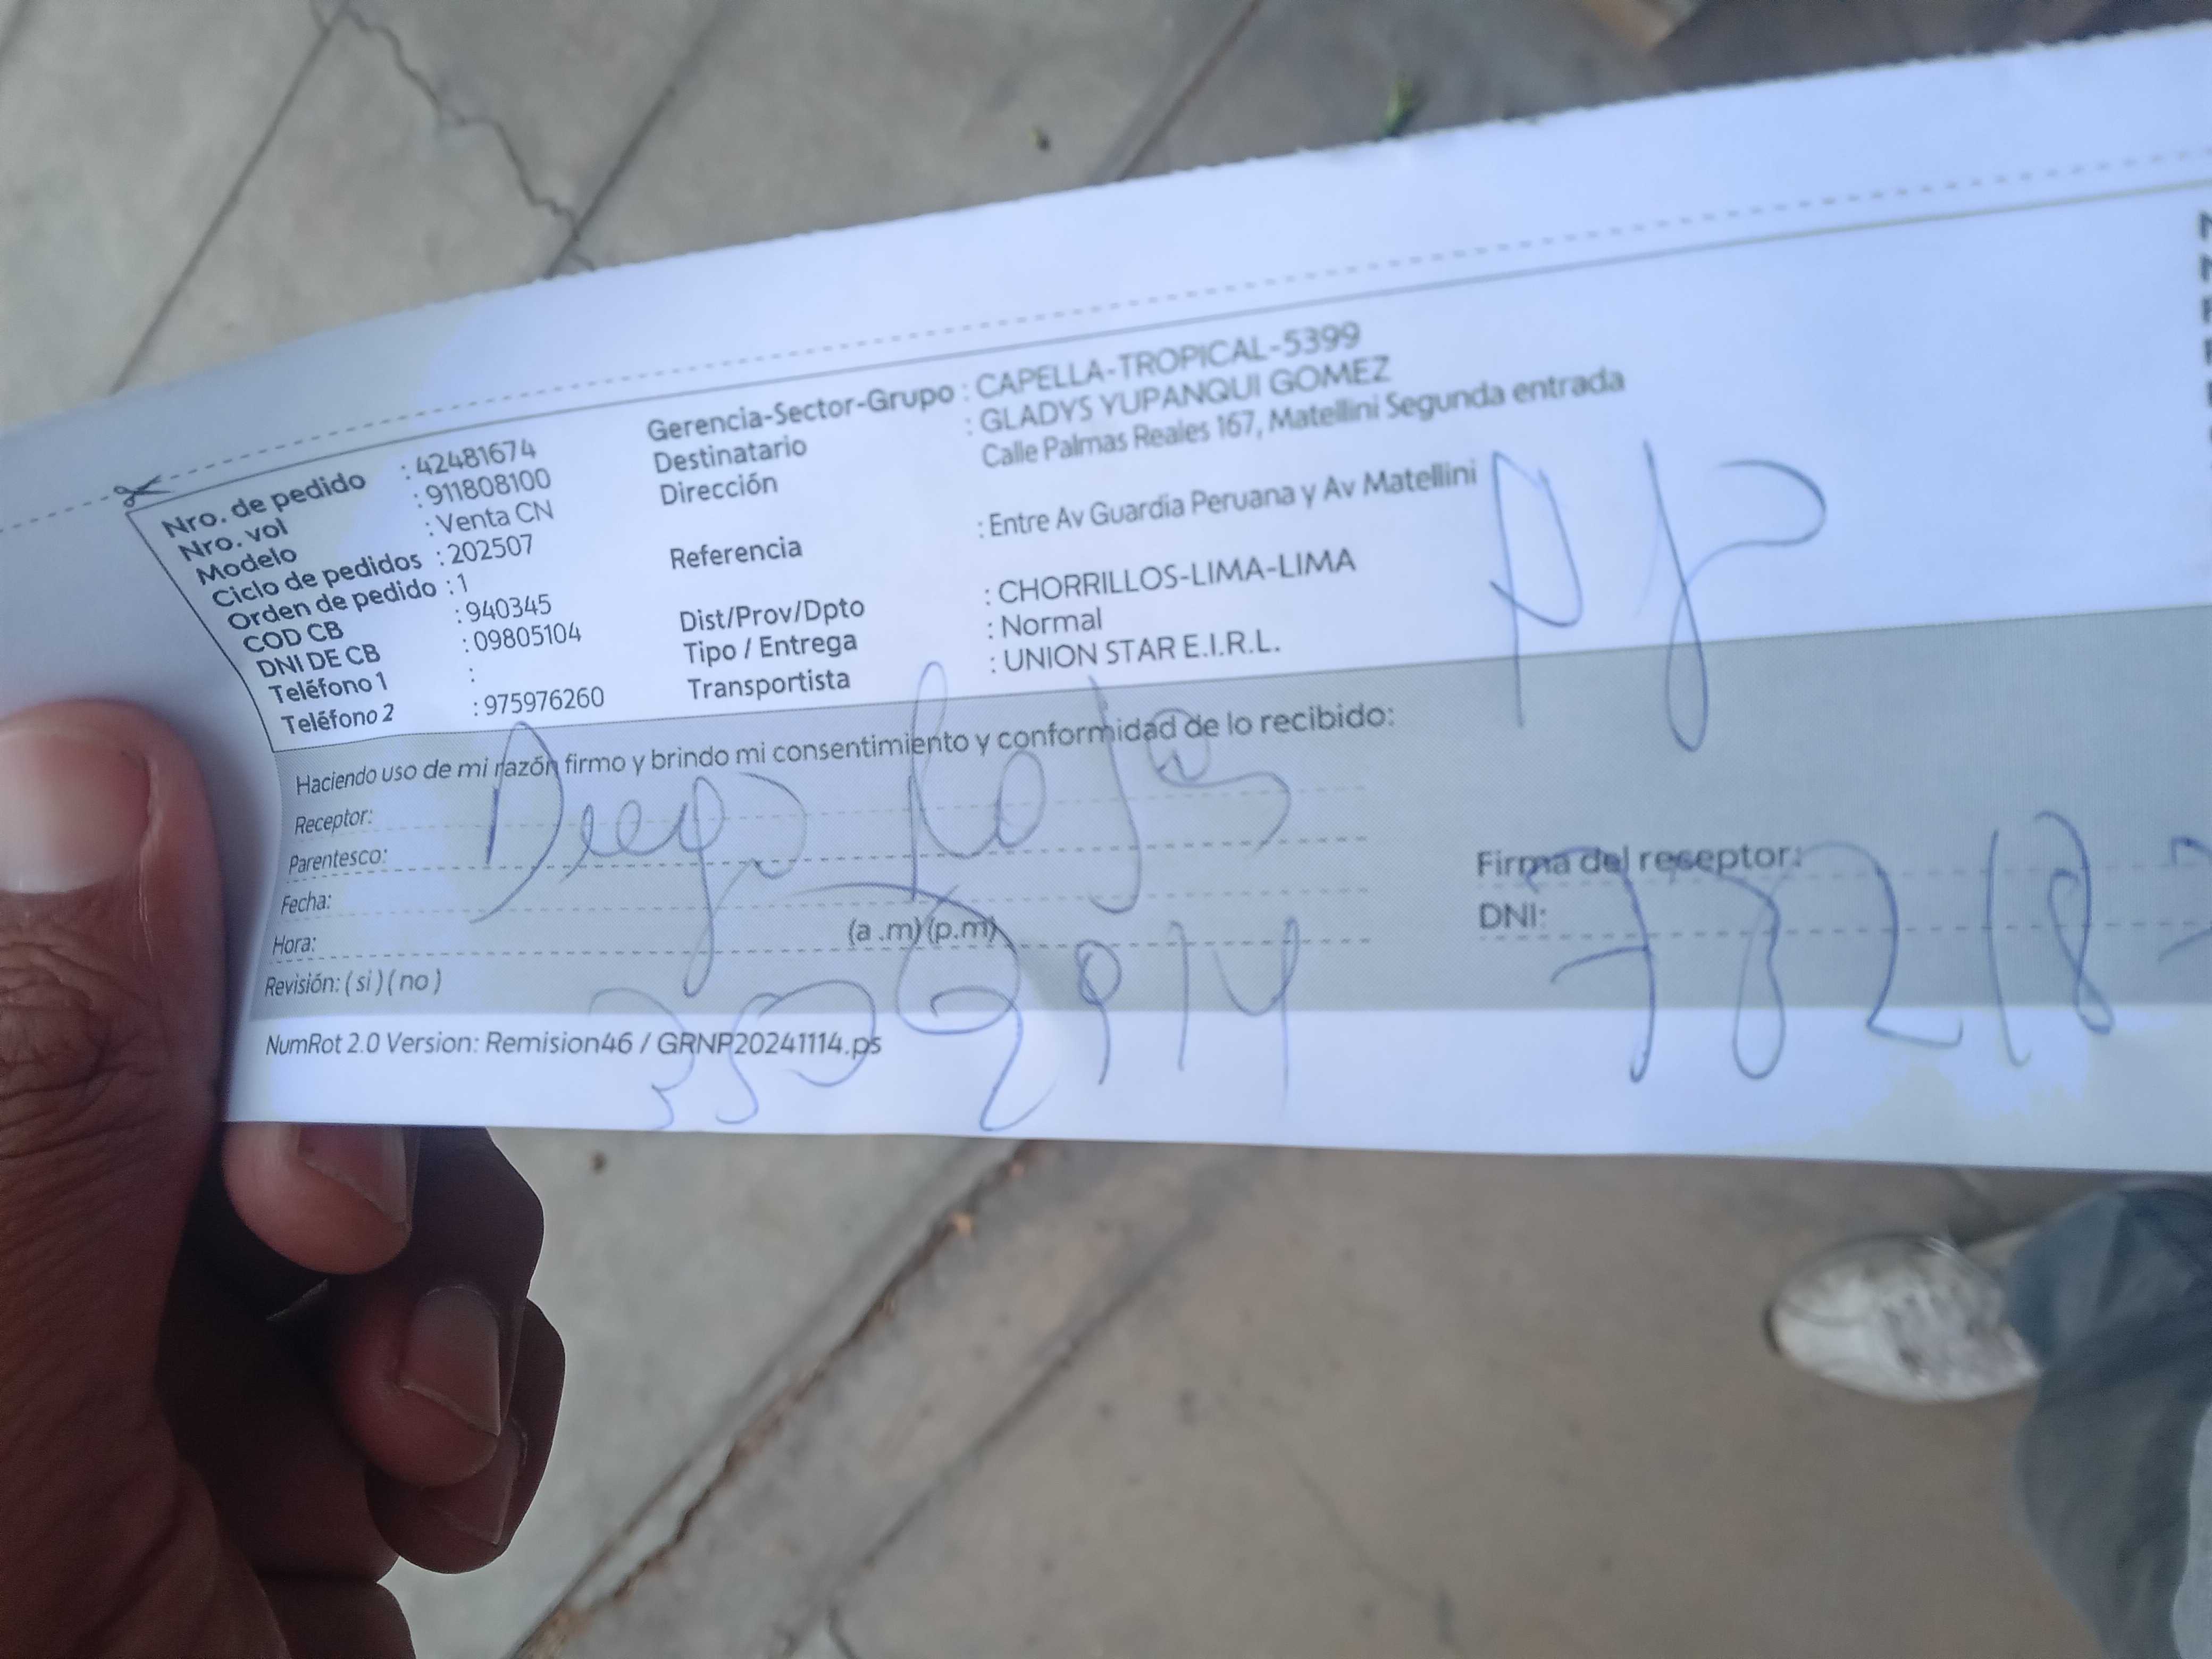 Nro. de pedido : 42481674
Nro. vol : 911808100
Modelo : Venta CN
Ciclo de pedidos : 202507
Orden de pedido : 1
COD CB : 940345
DNI DE CB : 09805104
Teléfono 1 :
Teléfono 2 : 975976260
Gerencia-Sector-Grupo : CAPELLA-TROPICAL-5399
Destinatario : GLADYS YUPANQUI GOMEZ
Dirección Calle Palmas Reales 167, Matellini Segunda entrada
Referencia : Entre Av Guardia Peruana y Av Matellini
Dist/Prov/Dpto : CHORRILLOS-LIMA-LIMA
Tipo / Entrega : Normal
Transportista : UNION STAR E.I.R.L.
Haciendo uso de mi razón firmo y brindo mi consentimiento y conformidad de lo recibido:
Receptor: Diego Rojas
Parentesco:
Fecha:
Hora: (a .m) (p.m)
Revisión: ( si ) ( no )
Firma del receptor:
DNI:
NumRot 2.0 Version: Remision46 / GRNP20241114.ps